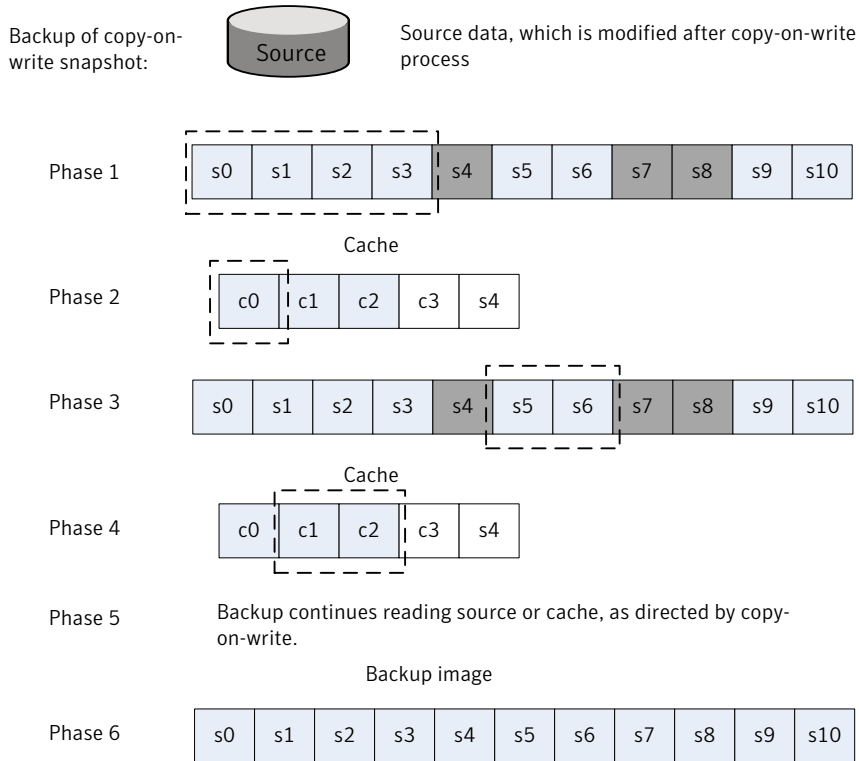 Backup of copy-on-
write snapshot:
Source
Source data, which is modified after copy-on-write
process
Phase 1
s0 s1 s2 s3 s4 s5 s6 s7 s8 s9 s10
Cache
Phase 2
c0 c1 c2 c3 s4
Phase 3
s0 s1 s2 s3 s4 s5 s6 s7 s8 s9 s10
Cache
Phase 4
c0 c1 c2 c3 s4
Phase 5
Backup continues reading source or cache, as directed by copy-
on-write.
Backup image
Phase 6
s0 s1 s2 s3 s4 s5 s6 s7 s8 s9 s10